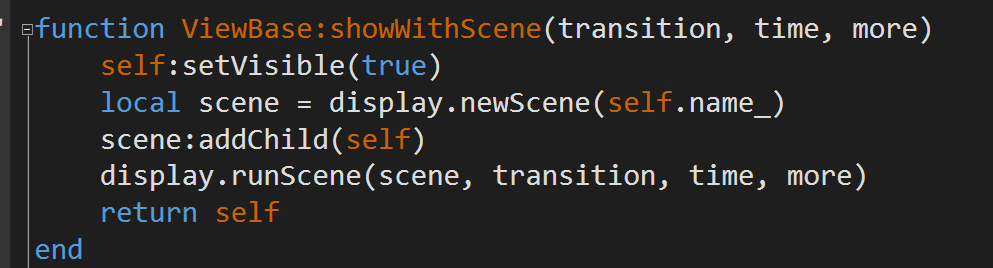 function ViewBase:showWithScene(transition, time, more)
    self:setVisible(true)
    local scene = display.newScene(self.name_)
    scene:addChild(self)
    display.runScene(scene, transition, time, more)
    return self
end